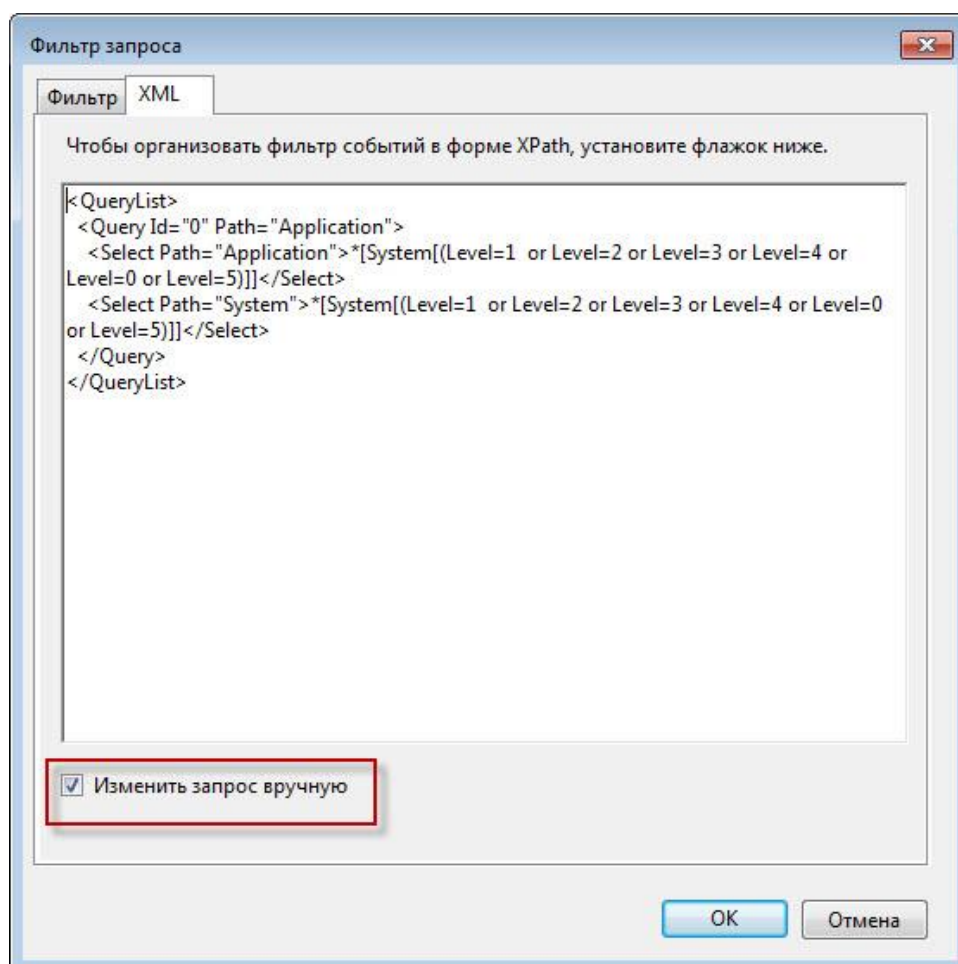 Фильтр запроса
Фильтр XML
Чтобы организовать фильтр событий в форме XPath, установите флажок ниже.
<QueryList>
  <Query Id="0" Path="Application">
    <Select Path="Application">*[System[(Level=1  or Level=2 or Level=3 or Level=4 or
Level=0 or Level=5)]]</Select>
    <Select Path="System">*[System[(Level=1  or Level=2 or Level=3 or Level=4 or Level=0
or Level=5)]]</Select>
  </Query>
</QueryList>
Изменить запрос вручную
OK Отмена